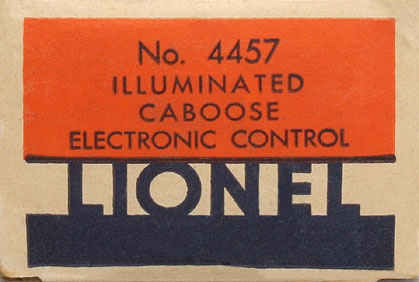 No. 4457
ILLUMINATED
CABOOSE
ELECTRONIC CONTROL
LIONEL